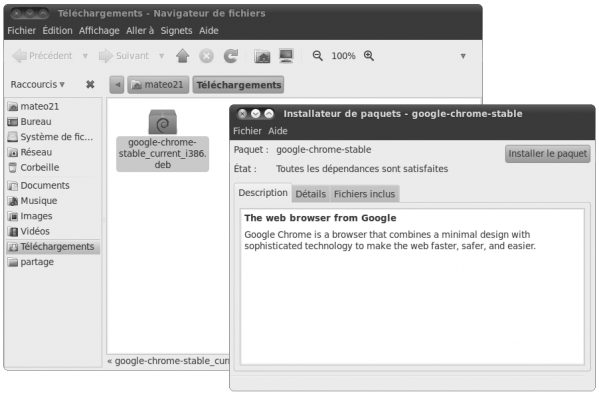 Téléchargements - Navigateur de fichiers
Fichier Édition Affichage Aller à Signets Aide
Précédent Suivant 100%
Raccourcis mateo21 Téléchargements
mateo21
Bureau
Système de fic...
Réseau
Corbeille
Documents
Musique
Images
Vidéos
Téléchargements
partage
google-chrome-
stable_current_i386.
deb
« google-chrome-stable_curr
Installateur de paquets - google-chrome-stable
Fichier Aide
Paquet : google-chrome-stable
Installer le paquet
État : Toutes les dépendances sont satisfaites
Description Détails Fichiers inclus
The web browser from Google
Google Chrome is a browser that combines a minimal design with
sophisticated technology to make the web faster, safer, and easier.